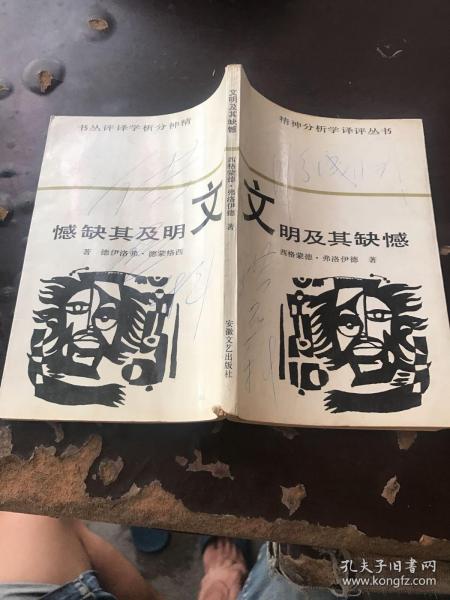 书丛评译学析分神精
憾缺其及明文
著 德伊洛弗·德蒙格西
文明及其缺憾
西格蒙德·弗洛伊德 著
安徽文艺出版社
精神分析学译评丛书
文明及其缺憾
西格蒙德·弗洛伊德 著
孔夫子旧书网
www.kongfz.com